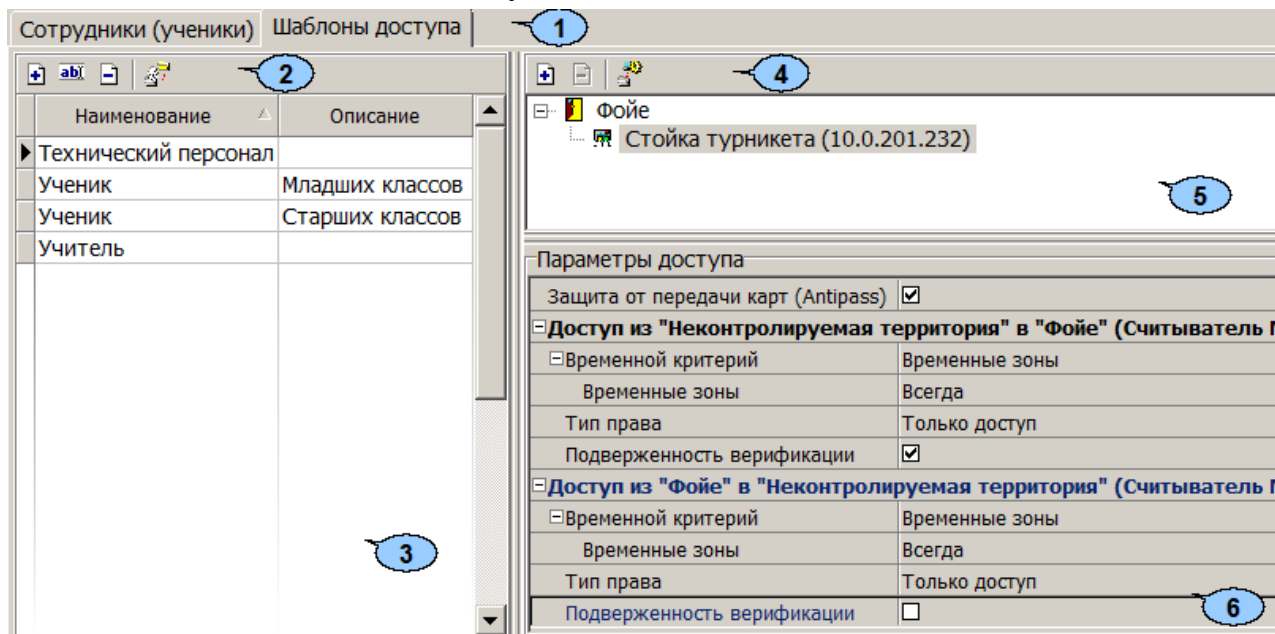 Сотрудники (ученики) Шаблоны доступа 1
ab 2
Наименование Описание
Технический персонал
Ученик Младших классов
Ученик Старших классов
Учитель
3
4
Фойе
Стойка турникета (10.0.201.232)
5
Параметры доступа
Защита от передачи карт (Antipass)
Доступ из "Неконтролируемая территория" в "Фойе" (Считыватель
Временной критерий Временные зоны
Временные зоны Всегда
Тип права Только доступ
Подверженность верификации
Доступ из "Фойе" в "Неконтролируемая территория" (Считыватель
Временной критерий Временные зоны
Временные зоны Всегда
Тип права Только доступ
Подверженность верификации 6